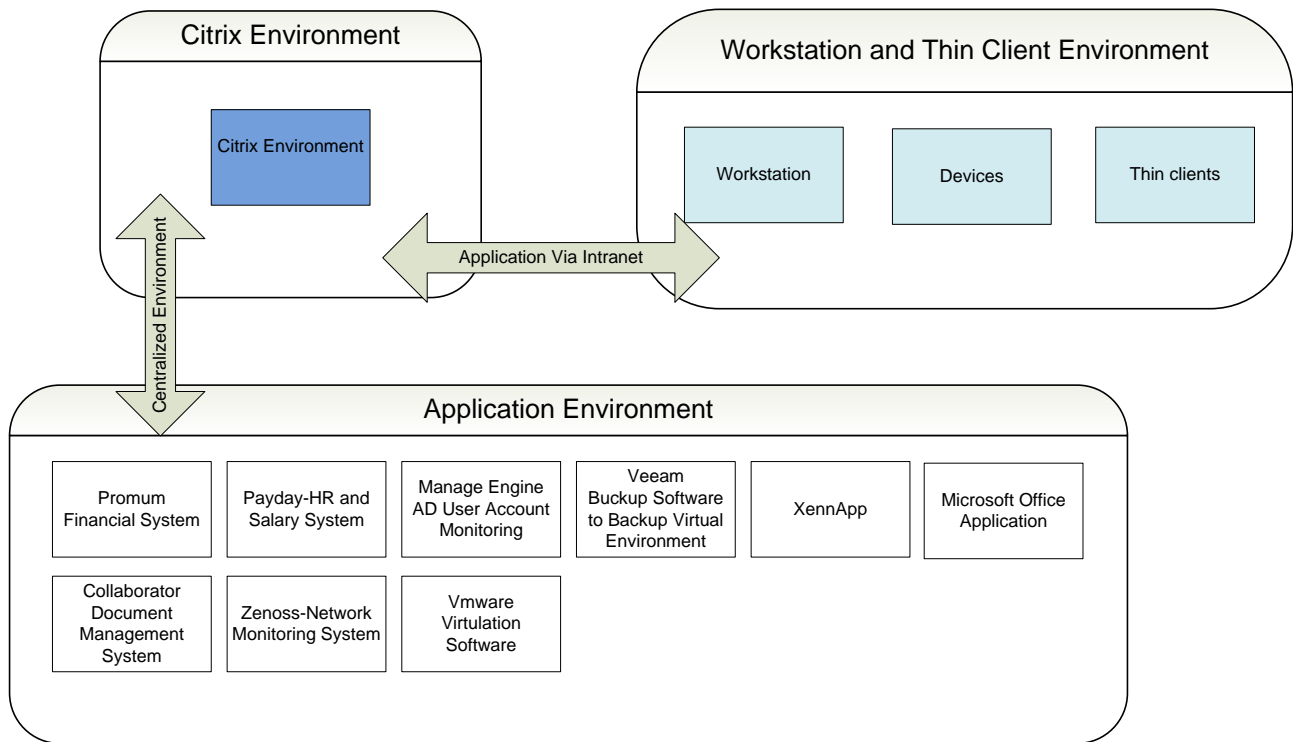 Citrix Environment
Citrix Environment
Workstation and Thin Client Environment
Workstation
Devices
Thin clients
Application Via Intranet
Centralized Environment
Application Environment
Promum
Financial System
Payday-HR and
Salary System
Manage Engine
AD User Account
Monitoring
Veeam
Buckup Software
to Backup Virtual
Environment
XennApp
Microsoft Office
Application
Collaborator
Document
Management
System
Zenoss-Network
Monitoring System
Vmware
Virtulation
Software